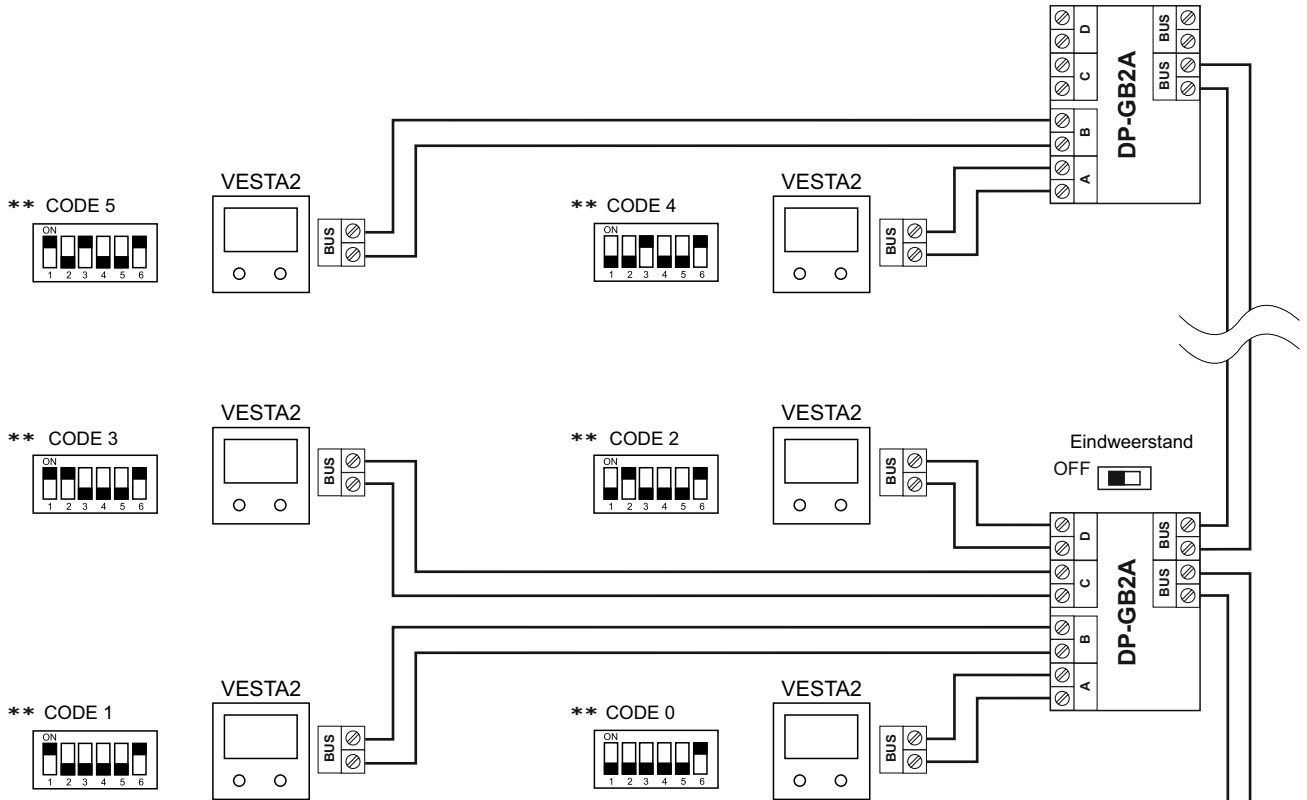 D
C
B
A
DP-GB2A
BUS
BUS
VESTA2
** CODE 5
ON
1 2 3 4 5 6
BUS
VESTA2
** CODE 4
ON
1 2 3 4 5 6
BUS
VESTA2
** CODE 3
ON
1 2 3 4 5 6
BUS
VESTA2
** CODE 2
ON
1 2 3 4 5 6
BUS
Eindweerstand
OFF
D
C
B
A
DP-GB2A
BUS
BUS
VESTA2
** CODE 1
ON
1 2 3 4 5 6
BUS
VESTA2
** CODE 0
ON
1 2 3 4 5 6
BUS